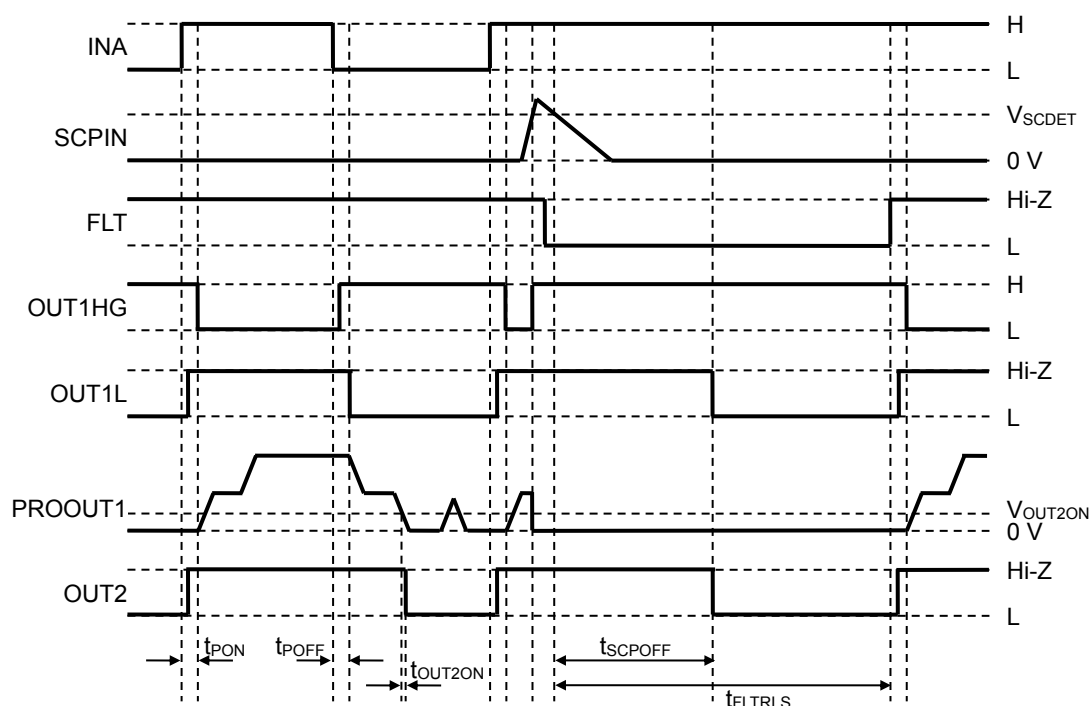 INA
H
L
SCPIN
VSCDET
0 V
FLT
Hi-Z
L
OUT1HG
H
L
OUT1L
Hi-Z
L
PROOUT1
VOUT2ON
0 V
OUT2
Hi-Z
L
tPON
tPOFF
tOUT2ON
tSCPOFF
tFLTRLS